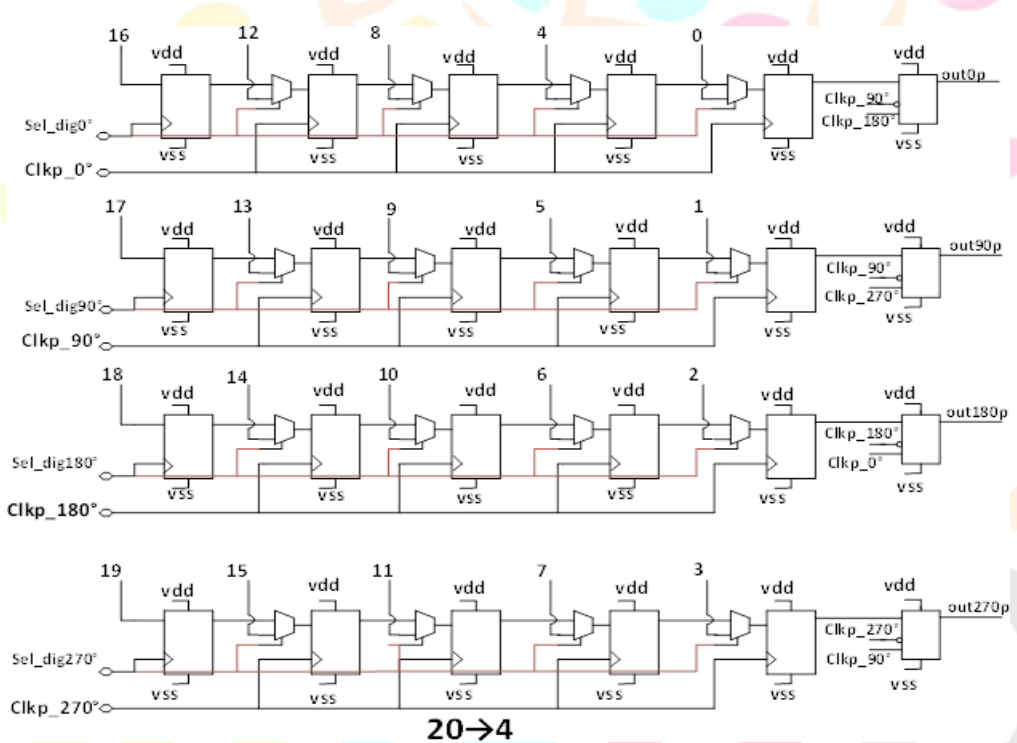 16 12 8 4 0
vdd vdd vdd vdd vdd vdd
out0p
Clkp_90°
Clkp_180°
Sel_dig0°
vss vss vss vss vss vss
Clkp_0°
17 13 9 5 1
vdd vdd vdd vdd vdd vdd
out90p
Clkp_90°
Clkp_270°
Sel_dig90°
vss vss vss vss vss vss
Clkp_90°
18 14 10 6 2
vdd vdd vdd vdd vdd vdd
out180p
Clkp_180°
Clkp_0°
Sel_dig180°
vss vss vss vss vss vss
Clkp_180°
19 15 11 7 3
vdd vdd vdd vdd vdd vdd
out270p
Clkp_270°
Clkp_90°
Sel_dig270°
vss vss vss vss vss vss
Clkp_270°
20→4